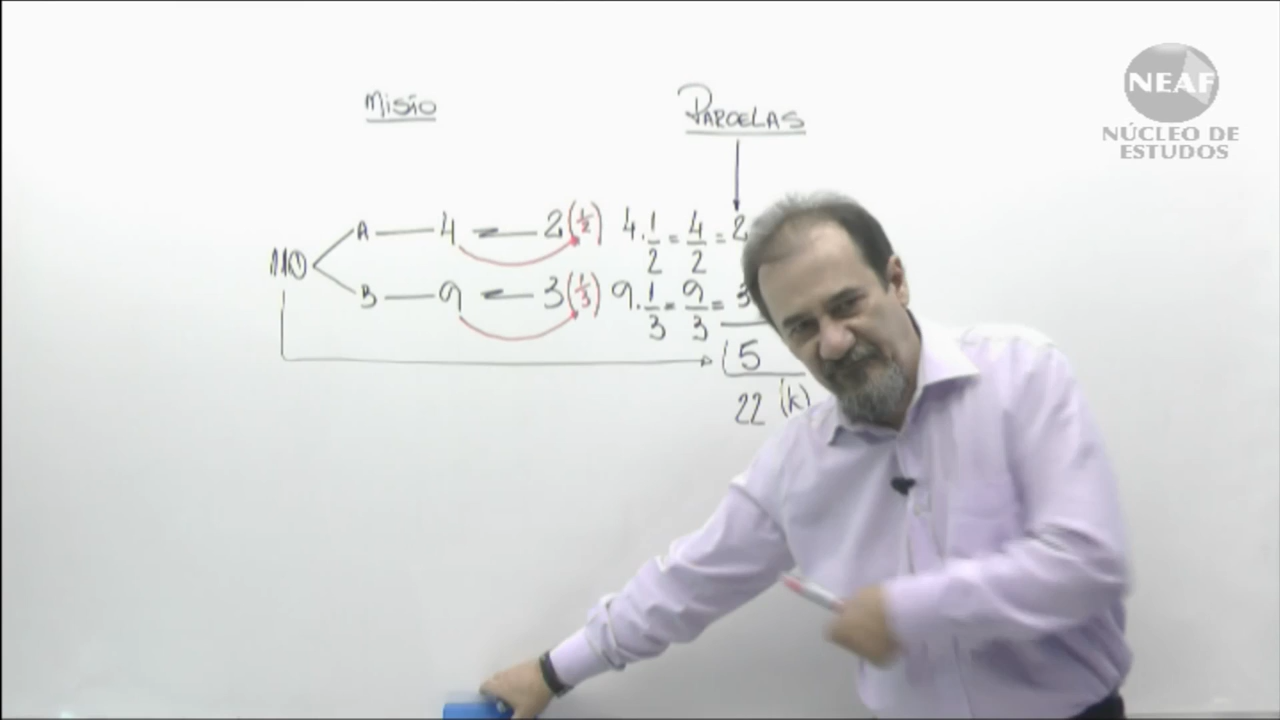 NEAF
NÚCLEO DE
ESTUDOS
Misto
PARCELAS
A — 4 — 2 (1/2) 4 . 1/2 = 4/2 = 2
110
B — 9 — 3 (1/3) 9 . 1/3 = 9/3 = 3
5
22 (k)